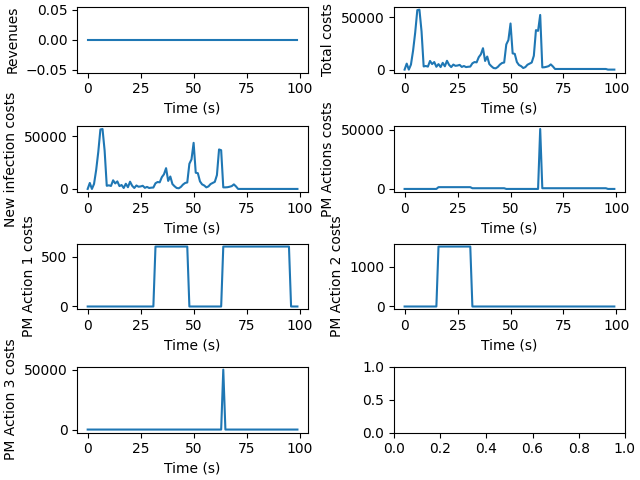 Revenues
0.05
0.00
−0.05
0 25 50 75 100
Time (s)
Total costs
50000
0
0 25 50 75 100
Time (s)
New infection costs
50000
0
0 25 50 75 100
Time (s)
PM Actions costs
50000
0
0 25 50 75 100
Time (s)
PM Action 1 costs
500
0
0 25 50 75 100
Time (s)
PM Action 2 costs
1000
0
0 25 50 75 100
Time (s)
PM Action 3 costs
50000
0
0 25 50 75 100
Time (s)
1.0
0.5
0.0
0.0 0.2 0.4 0.6 0.8 1.0